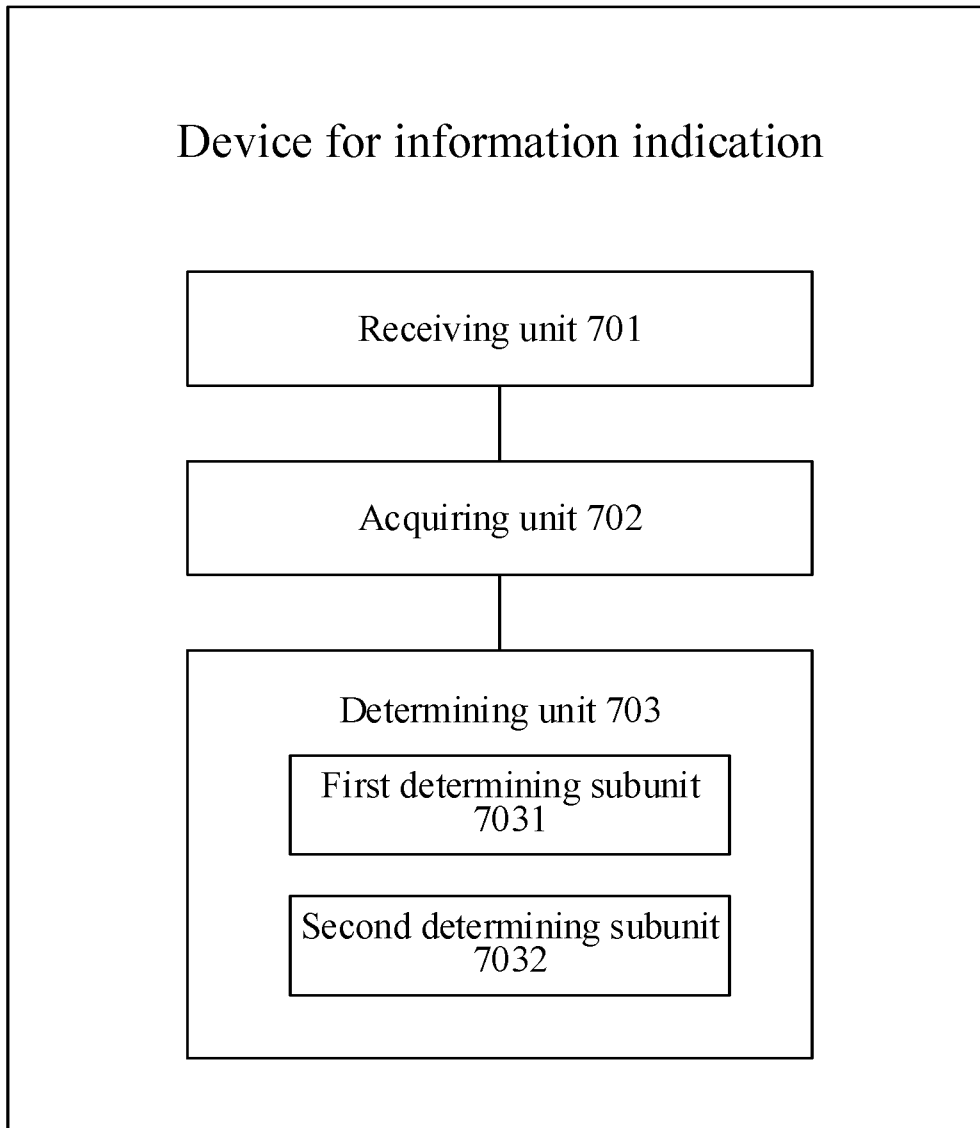 Device for information indication
Receiving unit 701
Acquiring unit 702
Determining unit 703
First determining subunit
7031
Second determining subunit
7032